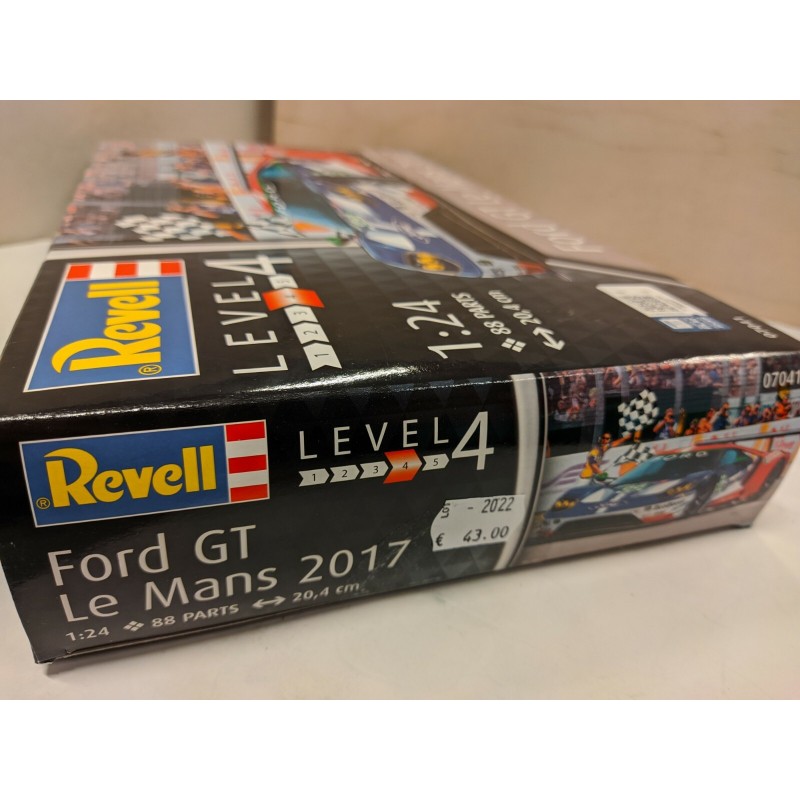 Revell
®
LEVEL 4
1 2 3 4 5
1:24
88 PARTS
20,4 cm
07041
Revell
®
LEVEL 4
1 2 3 4 5
07041
- 2022
€ 43.00
Ford GT
Le Mans 2017
1:24 88 PARTS 20,4 cm